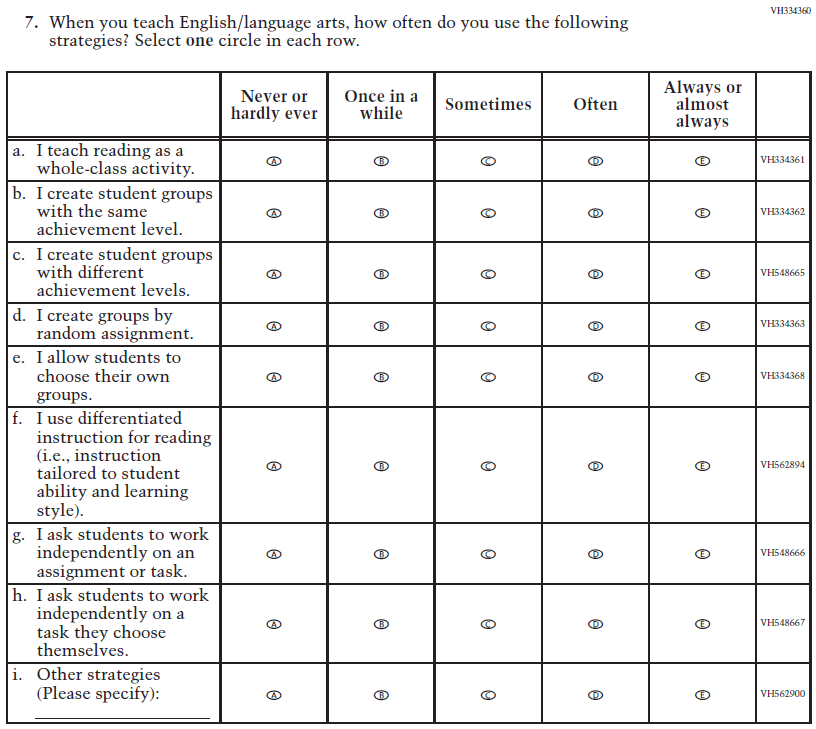 VH334360
7. When you teach English/language arts, how often do you use the following
strategies? Select one circle in each row.
Never or
hardly ever
Once in a
while
Sometimes
Often
Always or
almost
always
a. I teach reading as a
whole-class activity.
A B C D E VH334361
b. I create student groups
with the same
achievement level.
A B C D E VH334362
c. I create student groups
with different
achievement levels.
A B C D E VH548665
d. I create groups by
random assignment.
A B C D E VH334363
e. I allow students to
choose their own
groups.
A B C D E VH334368
f. I use differentiated
instruction for reading
(i.e., instruction
tailored to student
ability and learning
style).
A B C D E VH562894
g. I ask students to work
independently on an
assignment or task.
A B C D E VH548666
h. I ask students to work
independently on a
task they choose
themselves.
A B C D E VH548667
i. Other strategies
(Please specify):
A B C D E VH562900